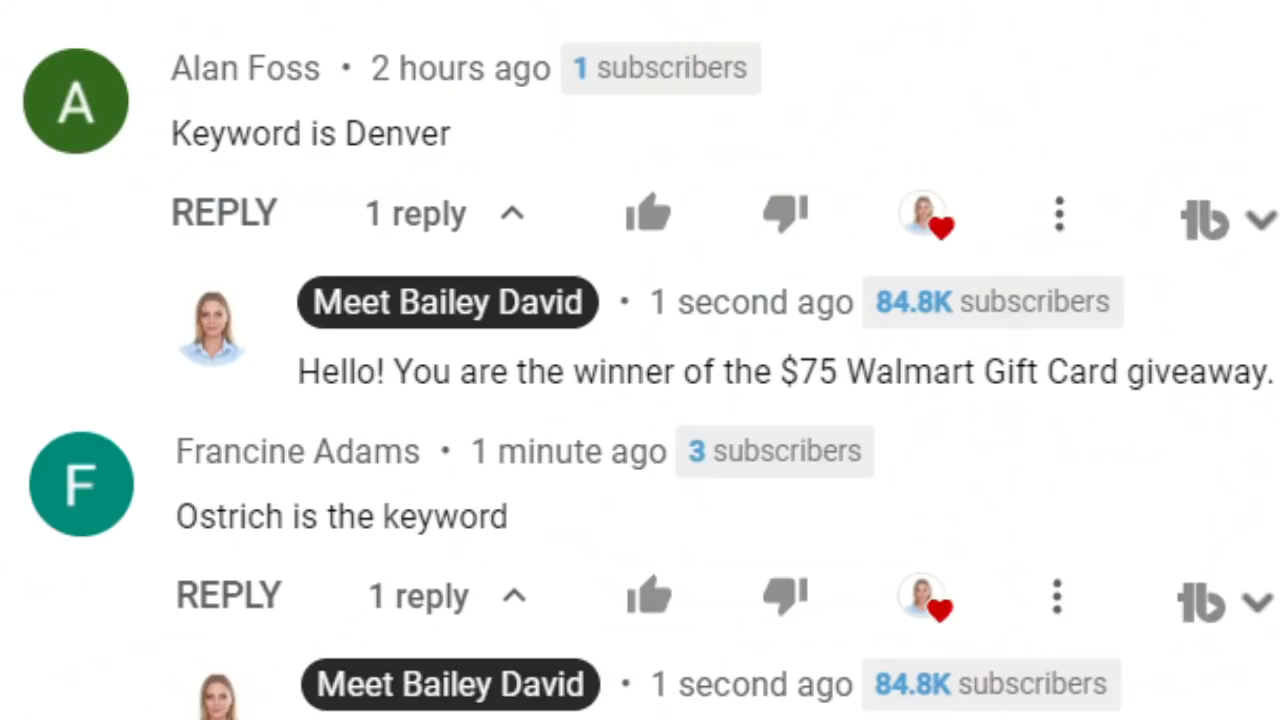 A
Alan Foss • 2 hours ago 1 subscribers
Keyword is Denver
REPLY 1 reply
Meet Bailey David • 1 second ago 84.8K subscribers
Hello! You are the winner of the $75 Walmart Gift Card giveaway.
F
Francine Adams • 1 minute ago 3 subscribers
Ostrich is the keyword
REPLY 1 reply
Meet Bailey David • 1 second ago 84.8K subscribers